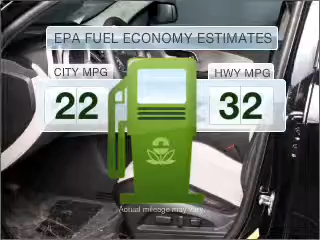 EPA FUEL ECONOMY ESTIMATES
CITY MPG
HWY MPG
22
32
Actual mileage may vary.